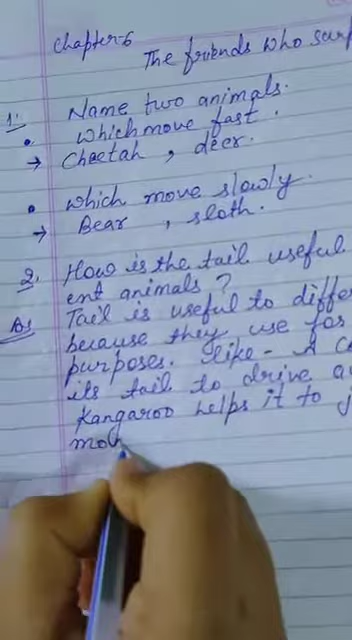 Chapter-6
The friends who
1. Name two animals.
• which move fast.
→ Cheetah, deer.
• which move slowly.
→ Bear, sloth.
2. How is the tail useful
ent animals?
Ans Tail is useful to
because they use for
purposes. like - A
its tail to drive
Kangaroo helps it to